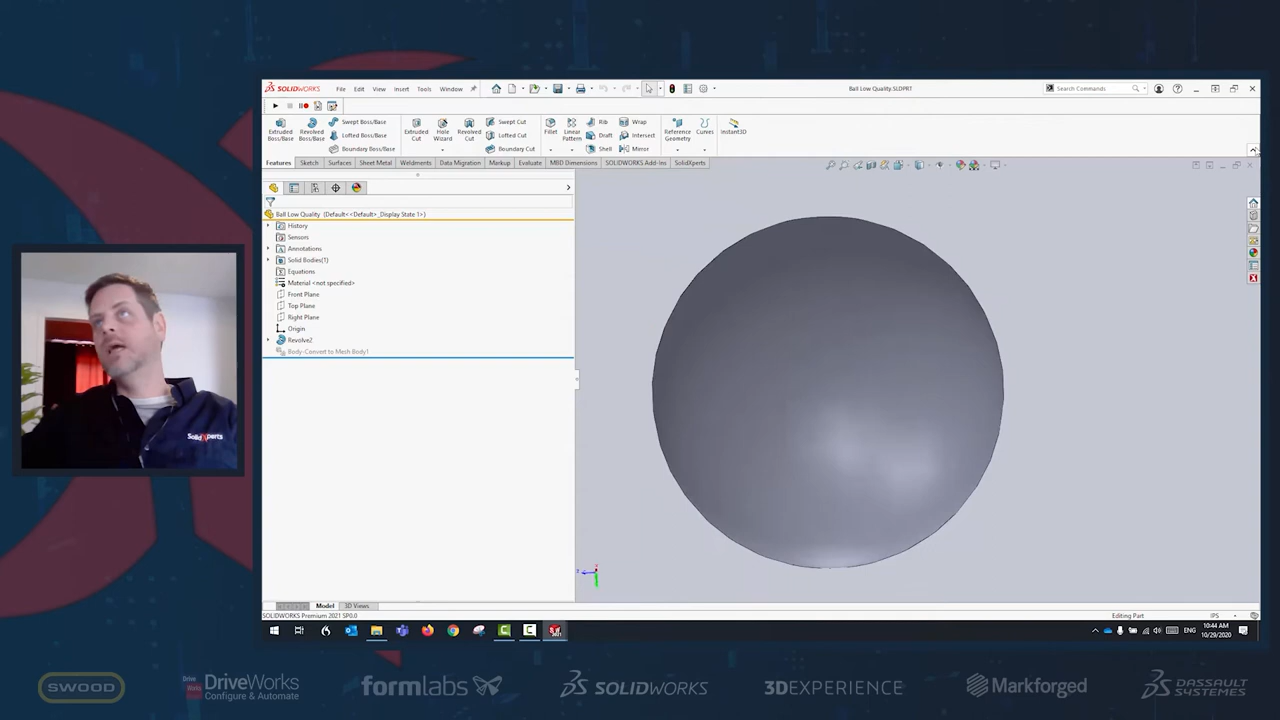 SOLIDWORKS File Edit View Insert Tools Window Ball Low Quality.SLDPRT Search Commands
Extruded Boss/Base
Revolved Boss/Base
Swept Boss/Base
Lofted Boss/Base
Boundary Boss/Base
Extruded Cut
Hole Wizard
Revolved Cut
Swept Cut
Lofted Cut
Boundary Cut
Fillet
Linear Pattern
Rib
Draft
Shell
Wrap
Intersect
Mirror
Reference Geometry
Curves
Instant3D
Features Sketch Surfaces Sheet Metal Weldments Data Migration Markup Evaluate MBD Dimensions SOLIDWORKS Add-Ins SolidXperts
Ball Low Quality (Default<<Default>_Display State 1>)
History
Sensors
Annotations
Solid Bodies(1)
Equations
Material <not specified>
Front Plane
Top Plane
Right Plane
Origin
Revolve2
Body-Convert to Mesh Body1
SolidXperts
Model 3D Views
SOLIDWORKS Premium 2021 SP0.0 Editing Part IPS
2021
ENG
10:44 AM
10/29/2020
SWOOD
Drive Works
DriveWorks
Configure & Automate
formlabs
SOLIDWORKS
3DEXPERIENCE
Markforged
DASSAULT SYSTEMES